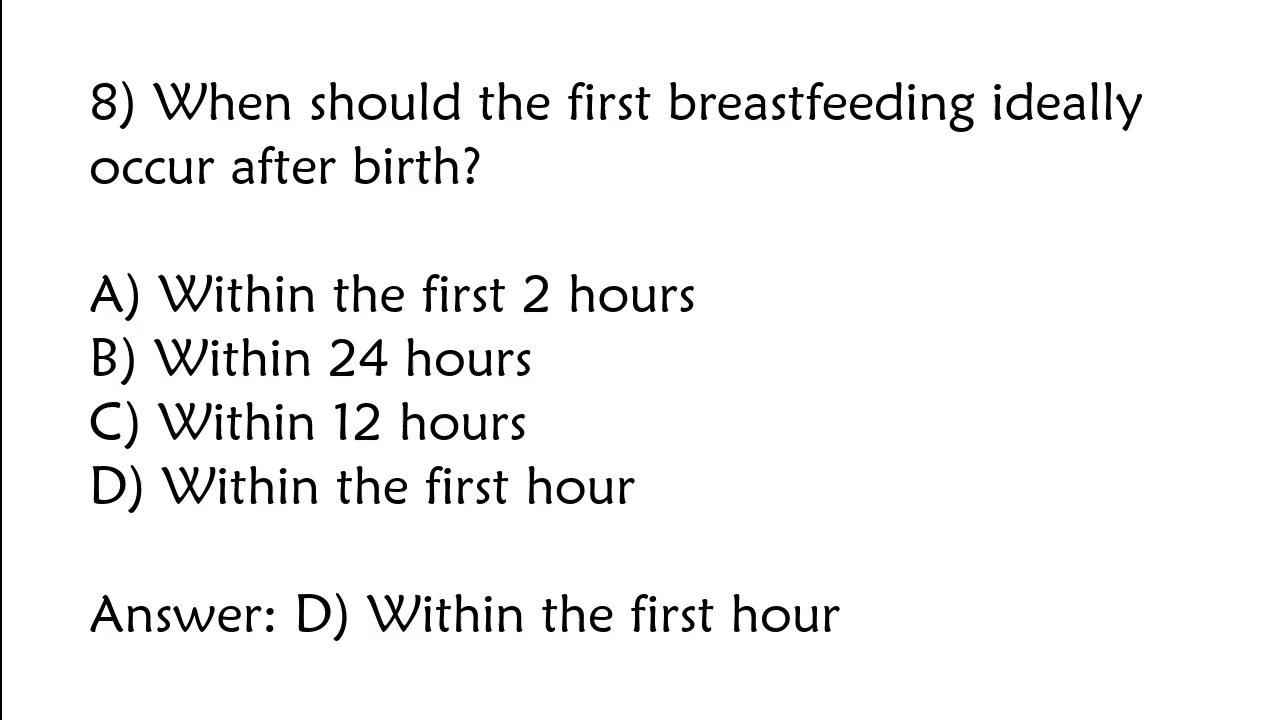 8) When should the first breastfeeding ideally
occur after birth?
A) Within the first 2 hours
B) Within 24 hours
C) Within 12 hours
D) Within the first hour
Answer: D) Within the first hour